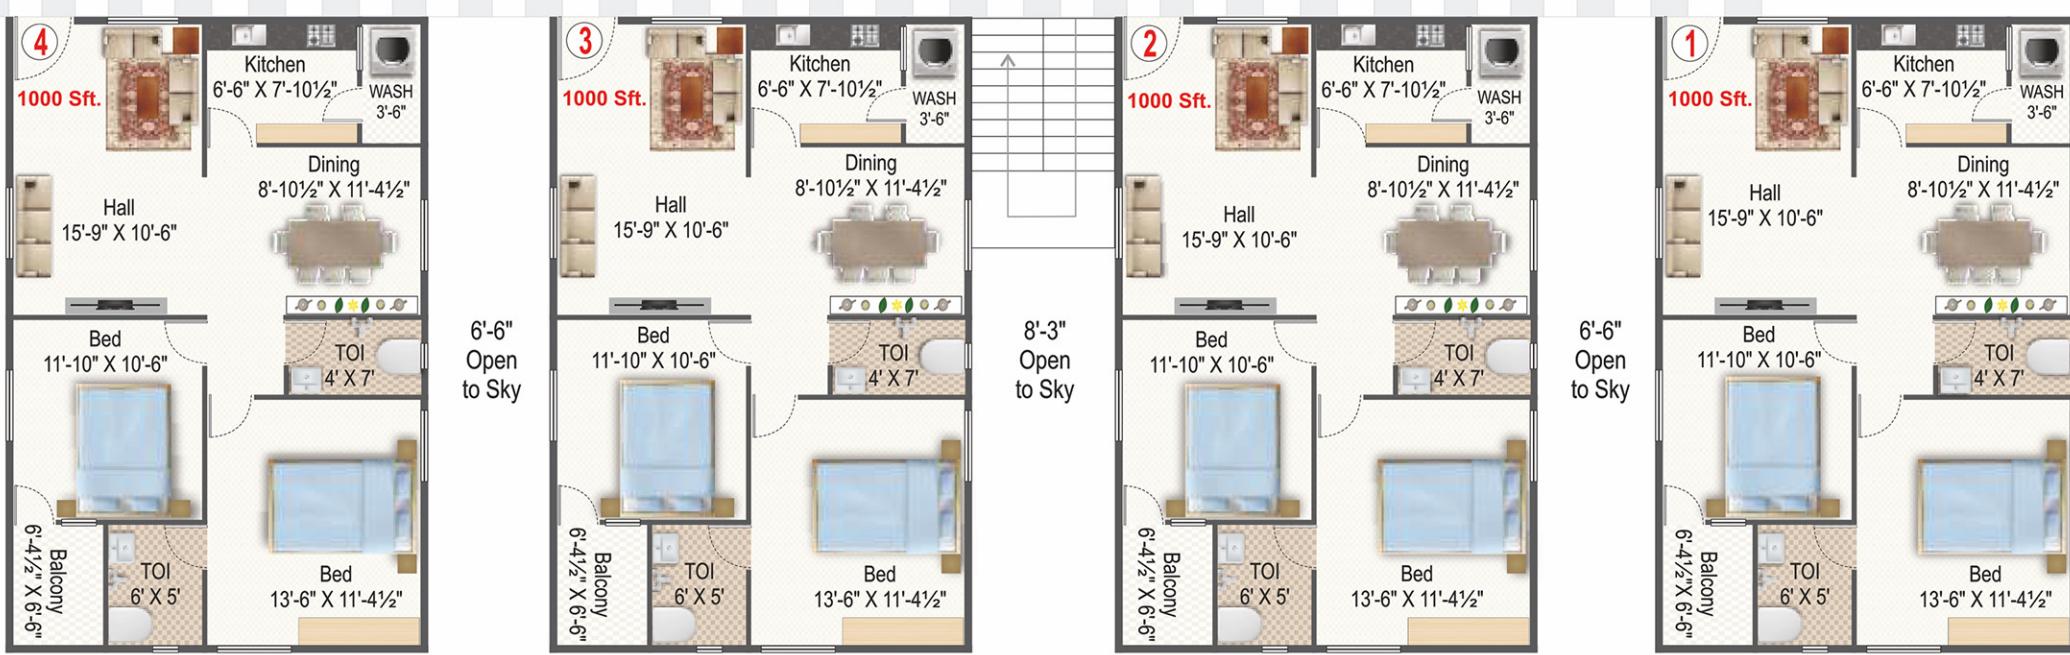 4
1000 Sft.
Kitchen
6'-6" X 7'-10½"
WASH
3'-6"
Dining
8'-10½" X 11'-4½"
Hall
15'-9" X 10'-6"
Bed
11'-10" X 10'-6"
TOI
4' X 7'
Balcony
6'-4½" X 6'-6"
TOI
6' X 5'
Bed
13'-6" X 11'-4½"
6'-6"
Open
to Sky
3
1000 Sft.
Kitchen
6'-6" X 7'-10½"
WASH
3'-6"
Dining
8'-10½" X 11'-4½"
Hall
15'-9" X 10'-6"
Bed
11'-10" X 10'-6"
TOI
4' X 7'
Balcony
6'-4½" X 6'-6"
TOI
6' X 5'
Bed
13'-6" X 11'-4½"
8'-3"
Open
to Sky
2
1000 Sft.
Kitchen
6'-6" X 7'-10½"
WASH
3'-6"
Dining
8'-10½" X 11'-4½"
Hall
15'-9" X 10'-6"
Bed
11'-10" X 10'-6"
TOI
4' X 7'
Balcony
6'-4½" X 6'-6"
TOI
6' X 5'
Bed
13'-6" X 11'-4½"
6'-6"
Open
to Sky
1
1000 Sft.
Kitchen
6'-6" X 7'-10½"
WASH
3'-6"
Dining
8'-10½" X 11'-4½"
Hall
15'-9" X 10'-6"
Bed
11'-10" X 10'-6"
TOI
4' X 7'
Balcony
6'-4½" X 6'-6"
TOI
6' X 5'
Bed
13'-6" X 11'-4½"